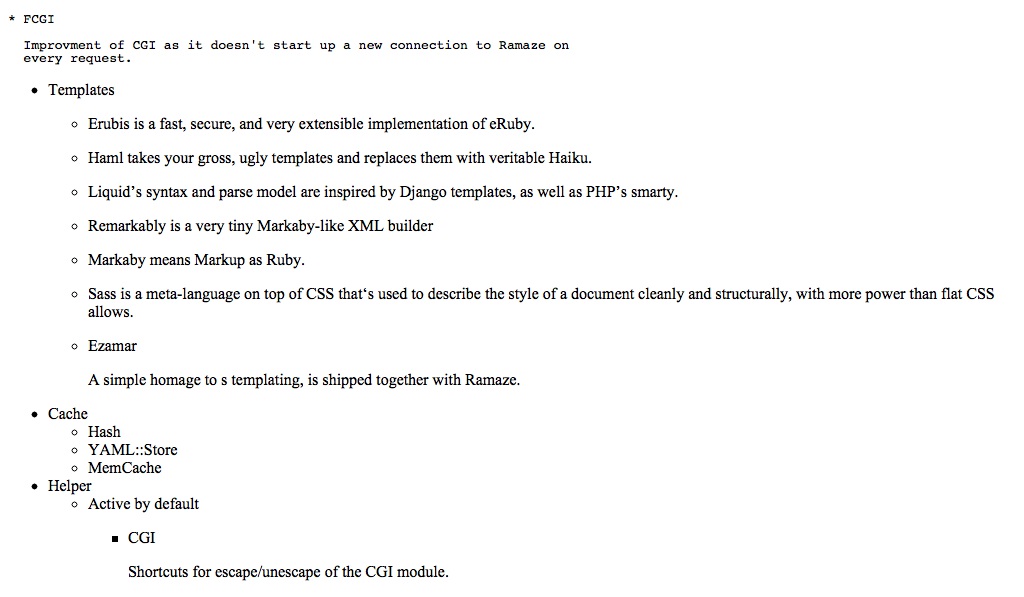 * FCGI
Improvment of CGI as it doesn't start up a new connection to Ramaze on
every request.
• Templates
◦ Erubis is a fast, secure, and very extensible implementation of eRuby.
◦ Haml takes your gross, ugly templates and replaces them with veritable Haiku.
◦ Liquid’s syntax and parse model are inspired by Django templates, as well as PHP’s smarty.
◦ Remarkably is a very tiny Markaby-like XML builder
◦ Markaby means Markup as Ruby.
◦ Sass is a meta-language on top of CSS that‘s used to describe the style of a document cleanly and structurally, with more power than flat CSS
allows.
◦ Ezamar
A simple homage to s templating, is shipped together with Ramaze.
• Cache
◦ Hash
◦ YAML::Store
◦ MemCache
• Helper
◦ Active by default
▪ CGI
Shortcuts for escape/unescape of the CGI module.